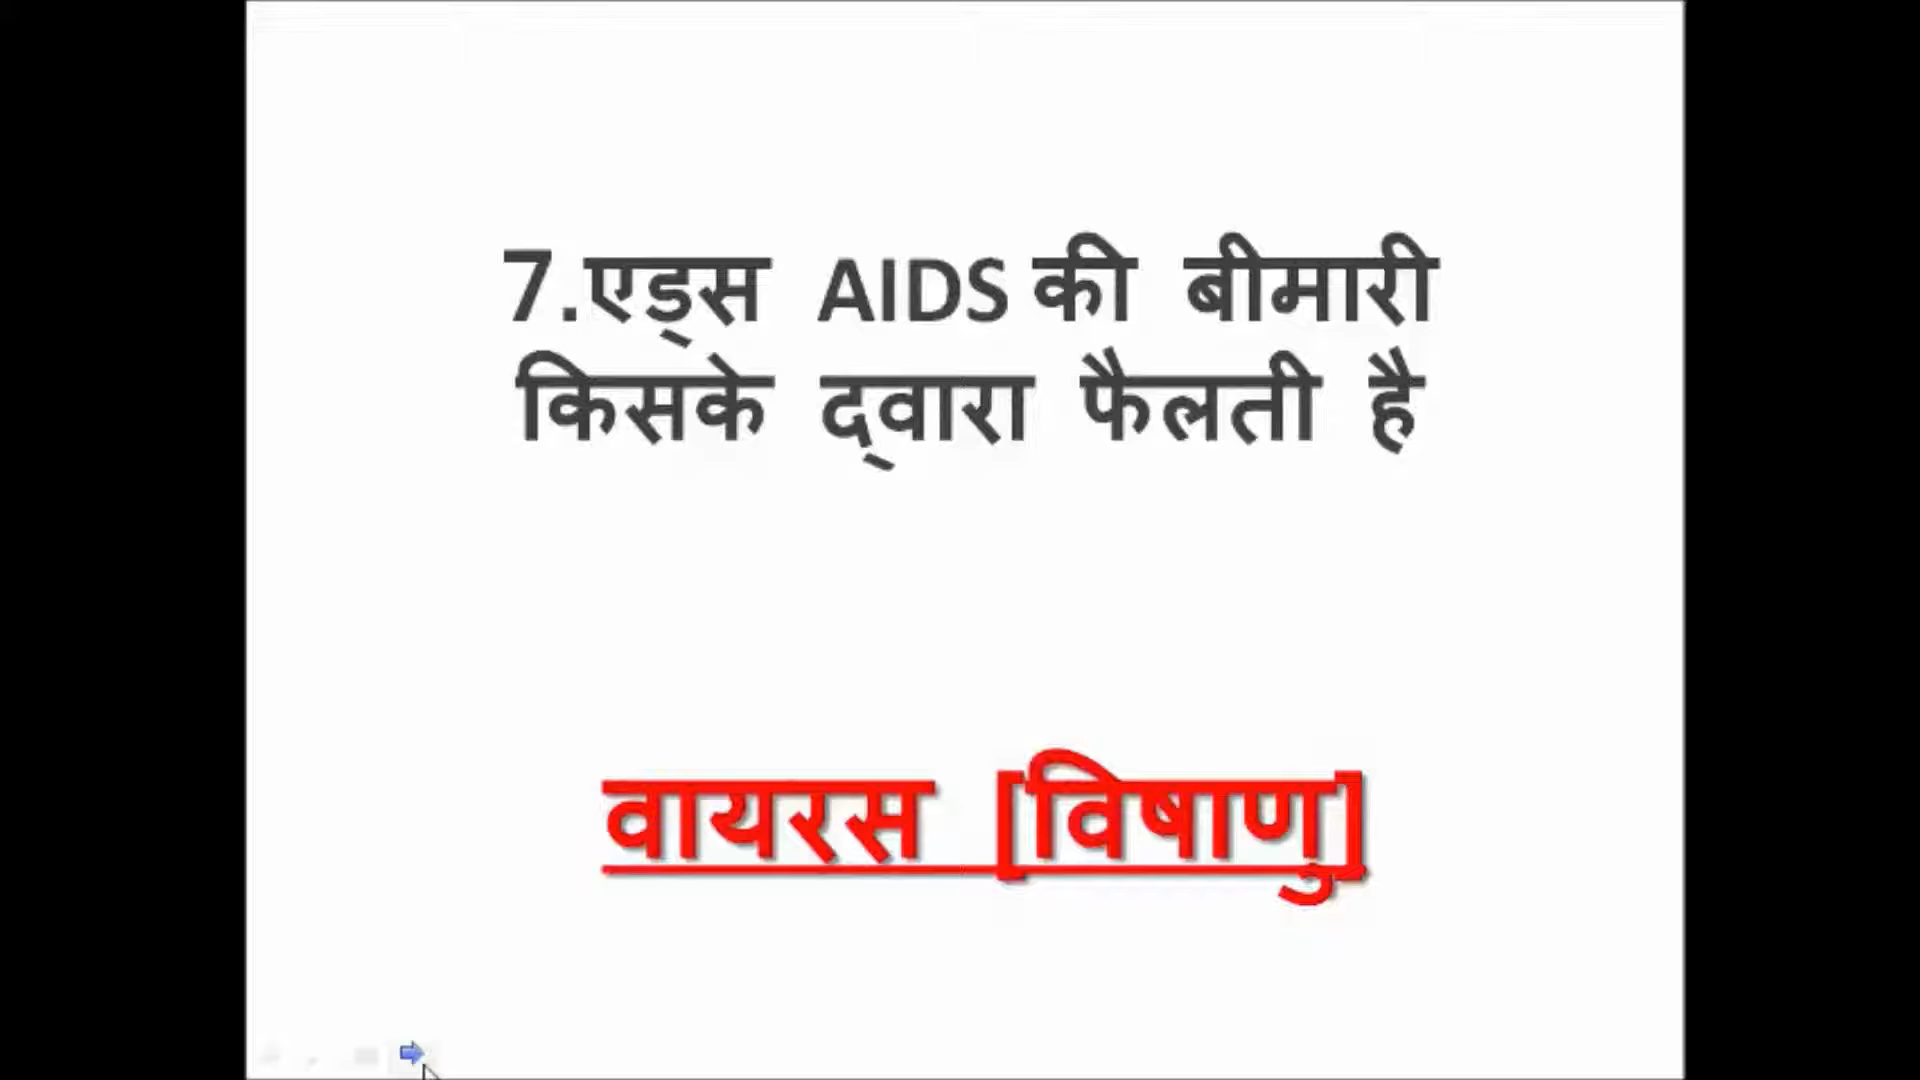 7.एड्स AIDS की बीमारी
किसके द्वारा फैलती है
वायरस [विषाणु]